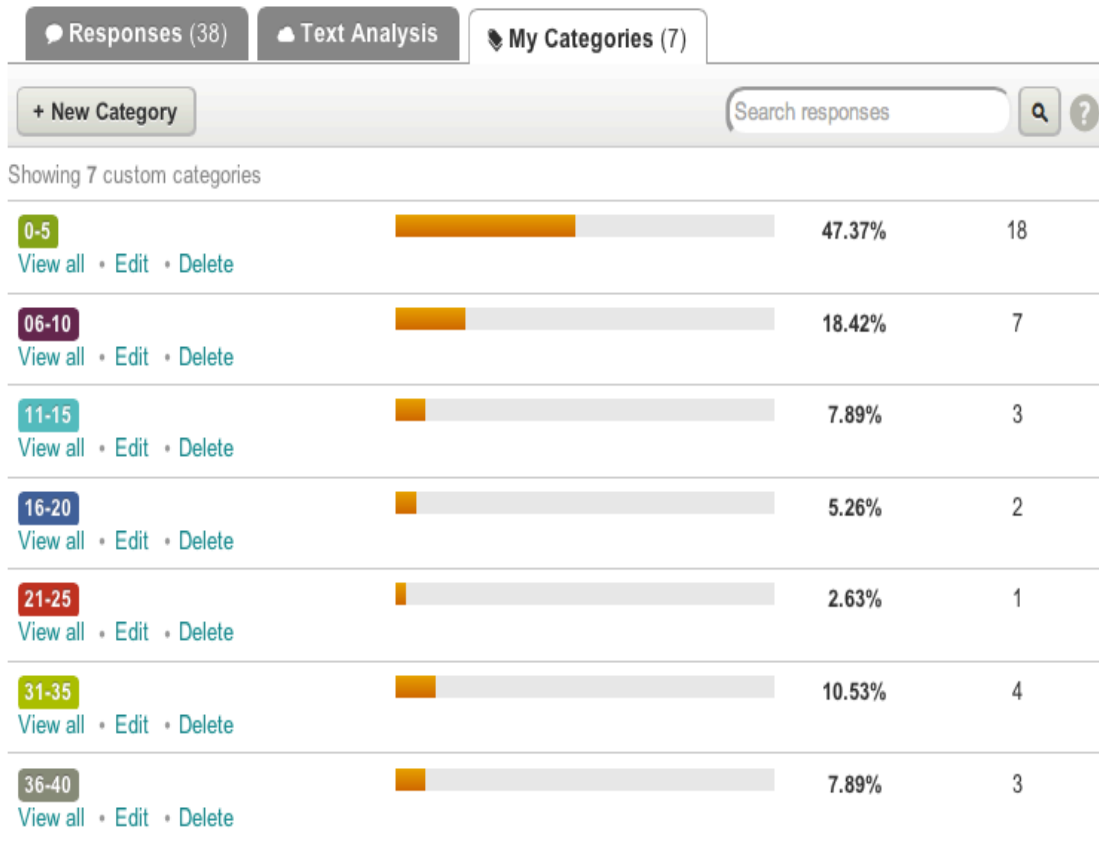 Responses (38) Text Analysis My Categories (7)
+ New Category Search responses ?
Showing 7 custom categories
0-5 47.37% 18
View all • Edit • Delete
06-10 18.42% 7
View all • Edit • Delete
11-15 7.89% 3
View all • Edit • Delete
16-20 5.26% 2
View all • Edit • Delete
21-25 2.63% 1
View all • Edit • Delete
31-35 10.53% 4
View all • Edit • Delete
36-40 7.89% 3
View all • Edit • Delete